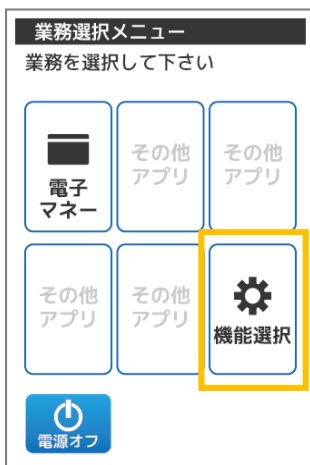 業務選択メニュー
業務を選択して下さい
電子
マネー
その他
アプリ
その他
アプリ
その他
アプリ
その他
アプリ
機能選択
電源オフ